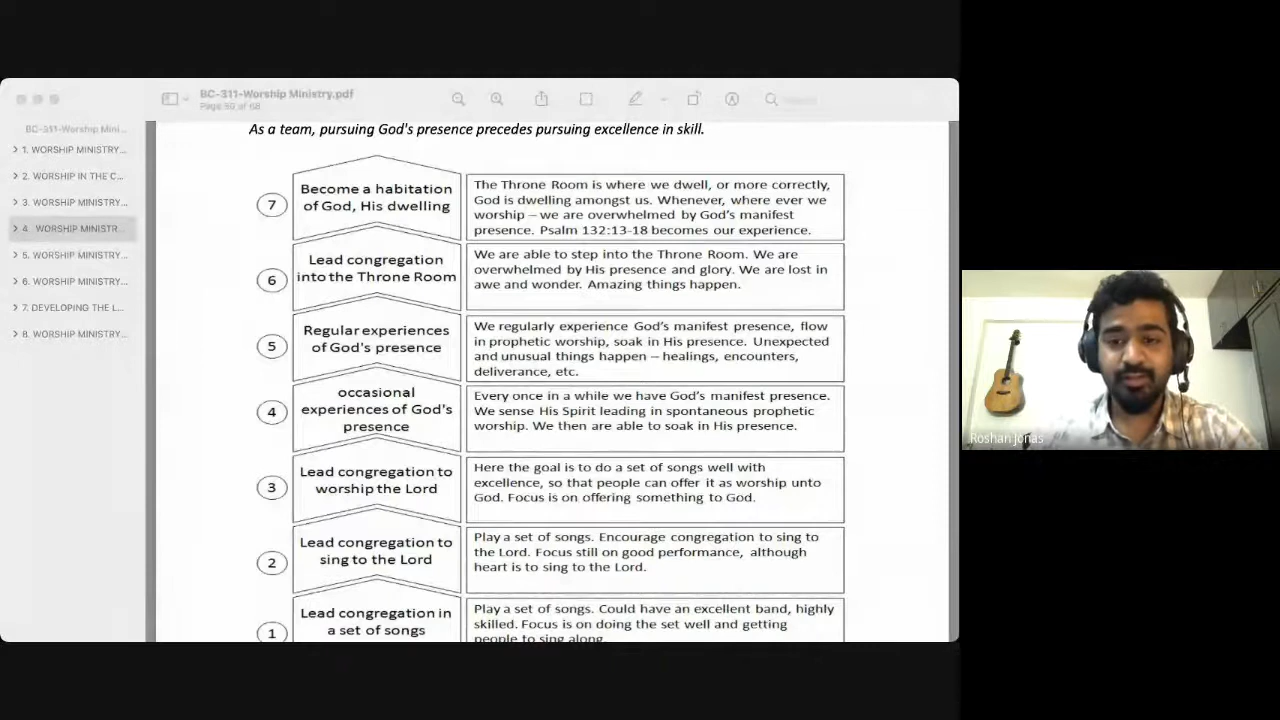 BC-311-Worship Ministry.pdf
Page 50 of 68
BC-311-Worship Mini...
1. WORSHIP MINISTRY...
2. WORSHIP IN THE C...
3. WORSHIP MINISTRY...
4. WORSHIP MINISTR...
5. WORSHIP MINISTRY...
6. WORSHIP MINISTRY...
7. DEVELOPING THE L...
8. WORSHIP MINISTRY...
As a team, pursuing God's presence precedes pursuing excellence in skill.
7
Become a habitation
of God, His dwelling
The Throne Room is where we dwell, or more correctly,
God is dwelling amongst us. Whenever, where ever we
worship – we are overwhelmed by God's manifest
presence. Psalm 132:13-18 becomes our experience.
6
Lead congregation
into the Throne Room
We are able to step into the Throne Room. We are
overwhelmed by His presence and glory. We are lost in
awe and wonder. Amazing things happen.
5
Regular experiences
of God's presence
We regularly experience God's manifest presence, flow
in prophetic worship, soak in His presence. Unexpected
and unusual things happen – healings, encounters,
deliverance, etc.
4
occasional
experiences of God's
presence
Every once in a while we have God's manifest presence.
We sense His Spirit leading in spontaneous prophetic
worship. We then are able to soak in His presence.
3
Lead congregation to
worship the Lord
Here the goal is to do a set of songs well with
excellence, so that people can offer it as worship unto
God. Focus is on offering something to God.
2
Lead congregation to
sing to the Lord
Play a set of songs. Encourage congregation to sing to
the Lord. Focus still on good performance, although
heart is to sing to the Lord.
1
Lead congregation in
a set of songs
Play a set of songs. Could have an excellent band, highly
skilled. Focus is on doing the set well and getting
people to sing along.
Roshan Jonas